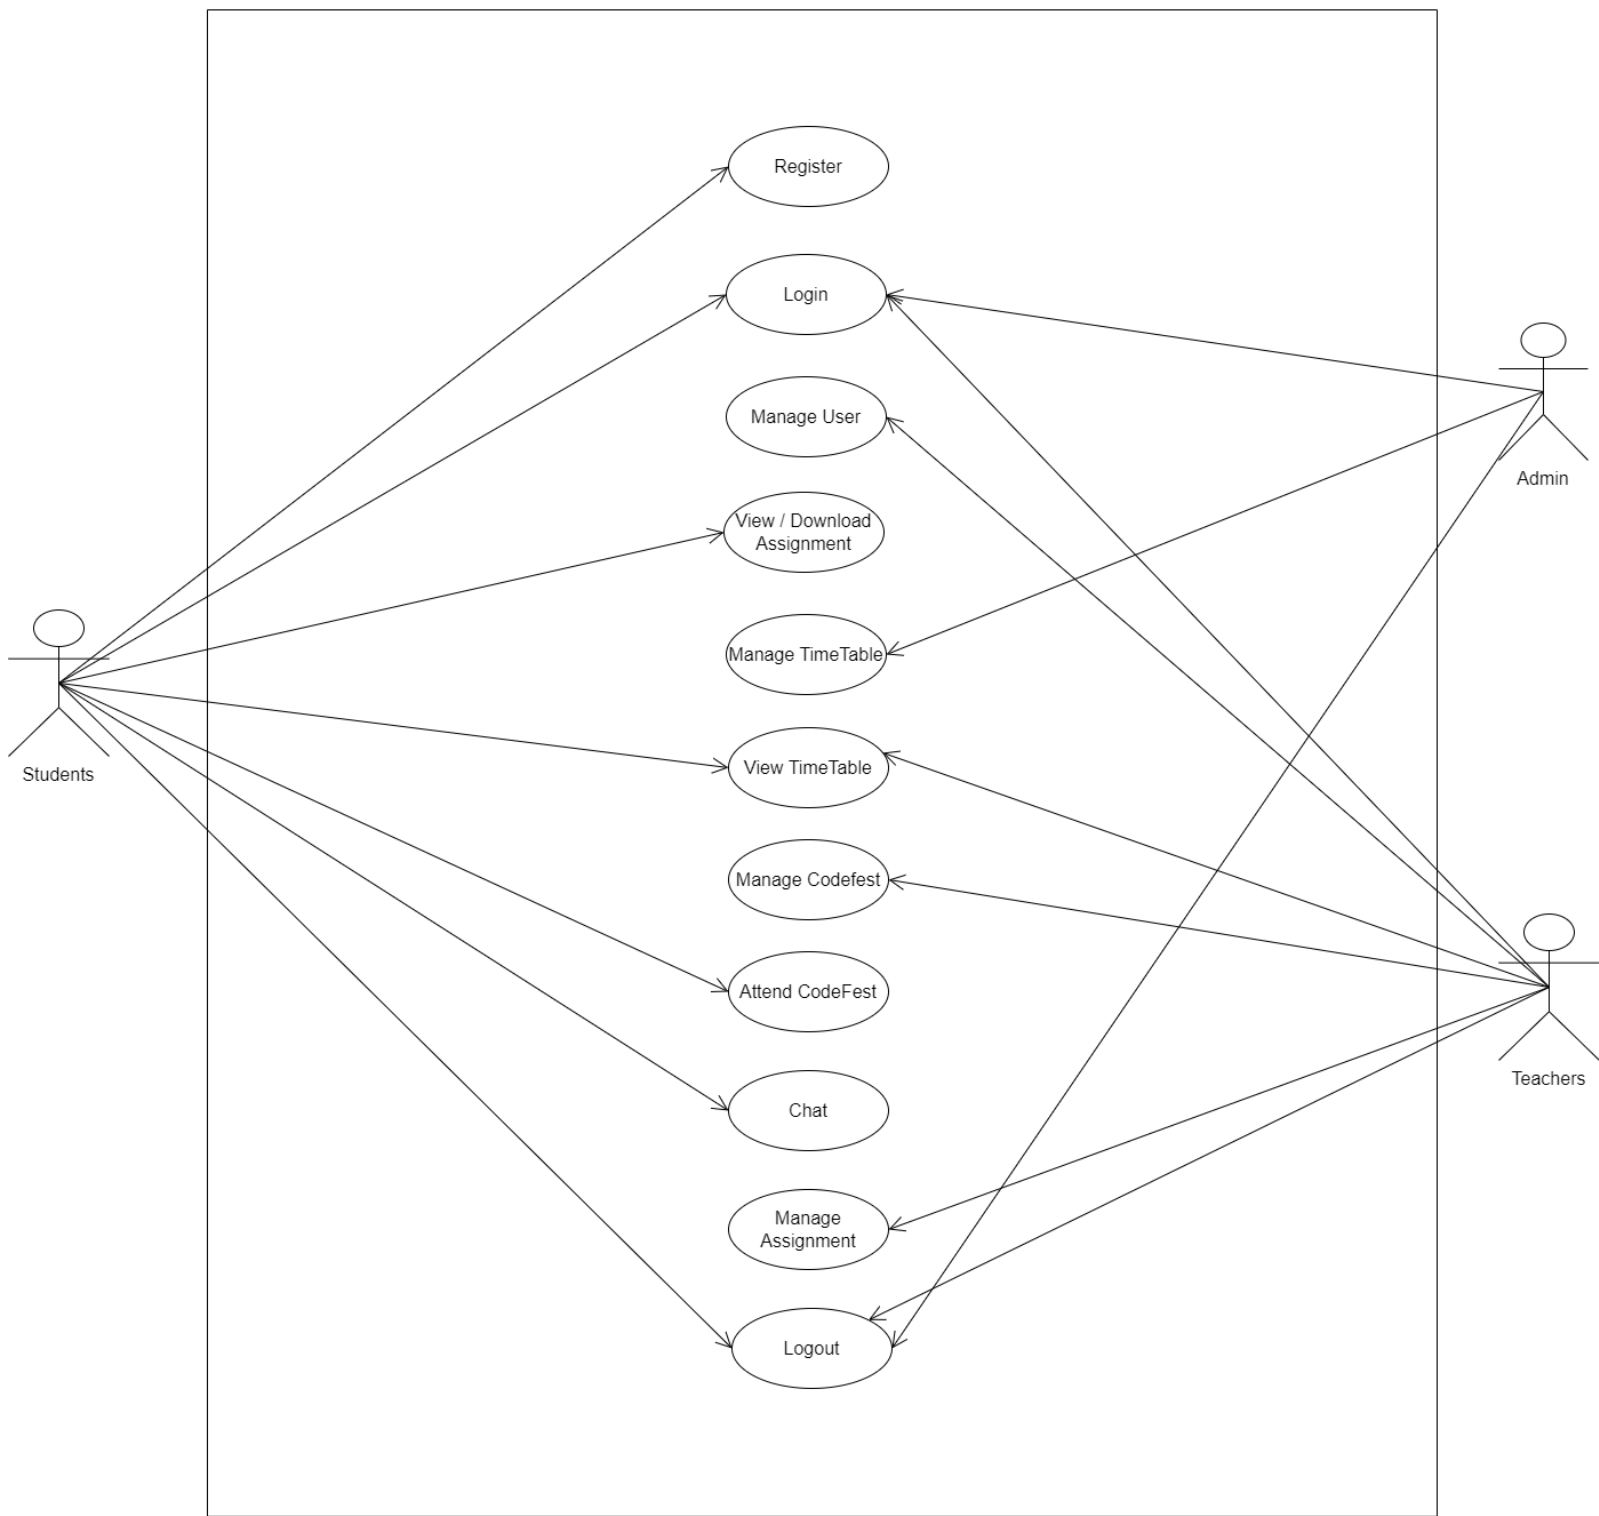 Register
Login
Manage User
Admin
View / Download
Assignment
Manage TimeTable
Students
View TimeTable
Manage Codefest
Attend CodeFest
Teachers
Chat
Manage
Assignment
Logout